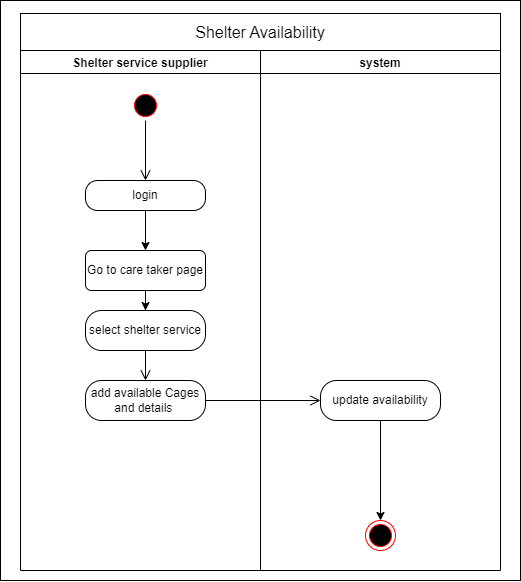 Shelter Availability
Shelter service supplier
system
login
Go to care taker page
select shelter service
add available Cages
and details
update availability